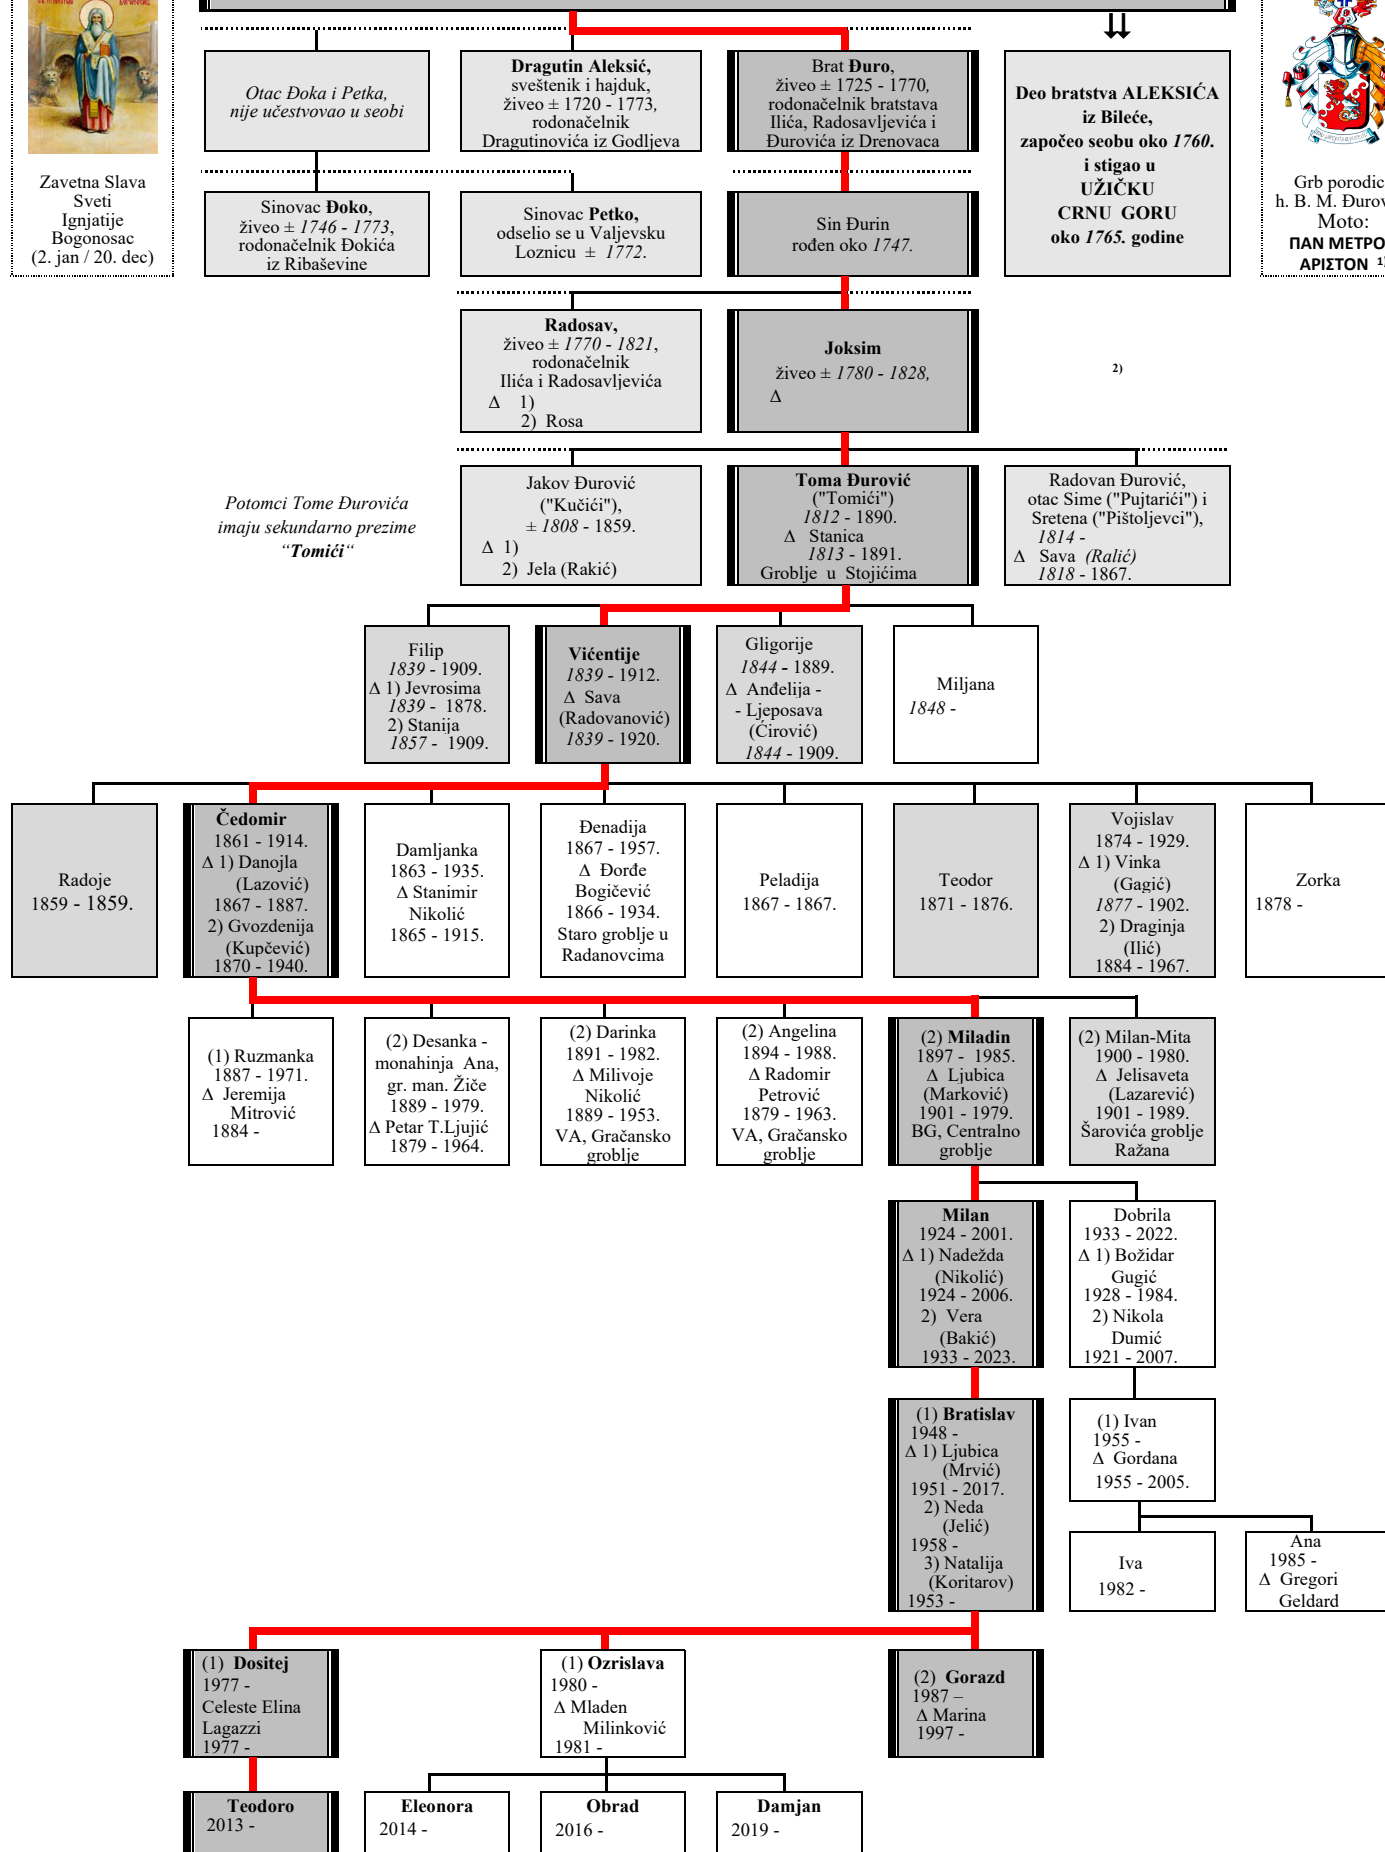 Zavetna Slava
Sveti
Ignjatije
Bogonosac
(2. jan / 20. dec)
Otac Đoka i Petka,
nije učestvovao u seobi
Dragutin Aleksić,
sveštenik i hajduk,
živeo ± 1720 - 1773,
rodonačelnik
Dragutinovića iz Godljeva
Brat Đuro,
živeo ± 1725 - 1770,
rodonačelnik bratstava
Ilića, Radosavljevića i
Đurovića iz Drenovaca
Deo bratstva ALEKSIĆA
iz Bileće,
započeo seobu oko 1760.
i stigao u
UŽIČKU
CRNU GORU
oko 1765. godine
Grb porodic
h. B. M. Đurov
Moto:
ΠΑΝ ΜΕΤΡΟ
ΑΡΙΣΤΟΝ 1)
Sinovac Đoko,
živeo ± 1746 - 1773,
rodonačelnik Đokića
iz Ribaševine
Sinovac Petko,
odselio se u Valjevsku
Loznicu ± 1772.
Sin Đurin
rođen oko 1747.
Radosav,
živeo ± 1770 - 1821,
rodonačelnik
Ilića i Radosavljevića
Δ 1)
2) Rosa
Joksim
živeo ± 1780 - 1828,
Δ
2)
Potomci Tome Đurovića
imaju sekundarno prezime
“Tomići“
Jakov Đurović
("Kučići"),
± 1808 - 1859.
Δ 1)
2) Jela (Rakić)
Toma Đurović
("Tomići")
1812 - 1890.
Δ Stanica
1813 - 1891.
Groblje u Stojićima
Radovan Đurović,
otac Sime ("Pujtarići") i
Sretena ("Pištoljevci"),
1814 -
Δ Sava (Ralić)
1818 - 1867.
Filip
1839 - 1909.
Δ 1) Jevrosima
1839 - 1878.
2) Stanija
1857 - 1909.
Vićentije
1839 - 1912.
Δ Sava
(Radovanović)
1839 - 1920.
Gligorije
1844 - 1889.
Δ Anđelija -
- Ljeposava
(Ćirović)
1844 - 1909.
Miljana
1848 -
Radoje
1859 - 1859.
Čedomir
1861 - 1914.
Δ 1) Danojla
(Lazović)
1867 - 1887.
2) Gvozdenija
(Kupčević)
1870 - 1940.
Damljanka
1863 - 1935.
Δ Stanimir
Nikolić
1865 - 1915.
Đenadija
1867 - 1957.
Δ Đorđe
Bogičević
1866 - 1934.
Staro groblje u
Radanovcima
Peladija
1867 - 1867.
Teodor
1871 - 1876.
Vojislav
1874 - 1929.
Δ 1) Vinka
(Gagić)
1877 - 1902.
2) Draginja
(Ilić)
1884 - 1967.
Zorka
1878 -
(1) Ruzmanka
1887 - 1971.
Δ Jeremija
Mitrović
1884 -
(2) Desanka -
monahinja Ana,
gr. man. Žiče
1889 - 1979.
Δ Petar T.Ljujić
1879 - 1964.
(2) Darinka
1891 - 1982.
Δ Milivoje
Nikolić
1889 - 1953.
VA, Gračansko
groblje
(2) Angelina
1894 - 1988.
Δ Radomir
Petrović
1879 - 1963.
VA, Gračansko
groblje
(2) Miladin
1897 - 1985.
Δ Ljubica
(Marković)
1901 - 1979.
BG, Centralno
groblje
(2) Milan-Mita
1900 - 1980.
Δ Jelisaveta
(Lazarević)
1901 - 1989.
Šarovića groblje
Ražana
Milan
1924 - 2001.
Δ 1) Nadežda
(Nikolić)
1924 - 2006.
2) Vera
(Bakić)
1933 - 2023.
Dobrila
1933 - 2022.
Δ 1) Božidar
Gugić
1928 - 1984.
2) Nikola
Dumić
1921 - 2007.
(1) Bratislav
1948 -
Δ 1) Ljubica
(Mrvić)
1951 - 2017.
2) Neda
(Jelić)
1958 -
3) Natalija
(Koritarov)
1953 -
(1) Ivan
1955 -
Δ Gordana
1955 - 2005.
Iva
1982 -
Ana
1985 -
Δ Gregori
Geldard
(1) Dositej
1977 -
Celeste Elina
Lagazzi
1977 -
(1) Ozrislava
1980 -
Δ Mladen
Milinković
1981 -
(2) Gorazd
1987 –
Δ Marina
1997 -
Teodoro
2013 -
Eleonora
2014 -
Obrad
2016 -
Damjan
2019 -